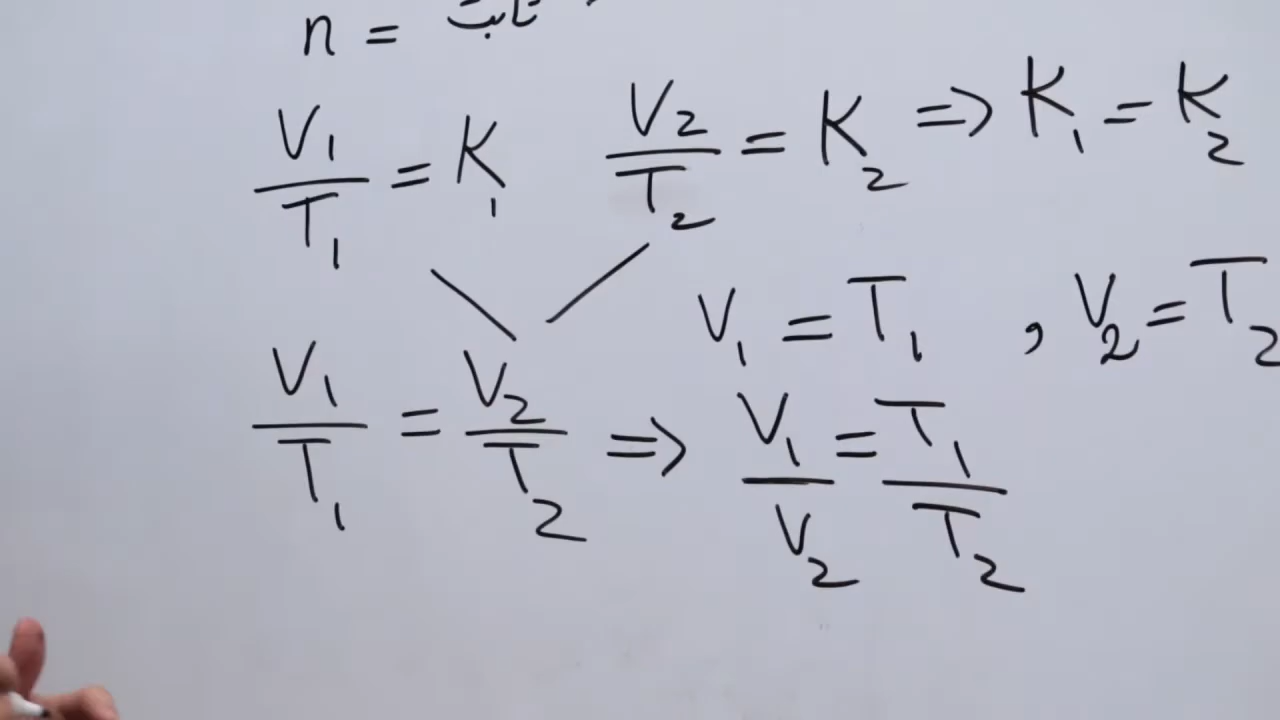 n = ثابت
V₁/T₁ = K₁ V₂/T₂ = K₂ => K₁ = K₂
V₁ = T₁ , V₂ = T₂
V₁/T₁ = V₂/T₂ => V₁/V₂ = T₁/T₂